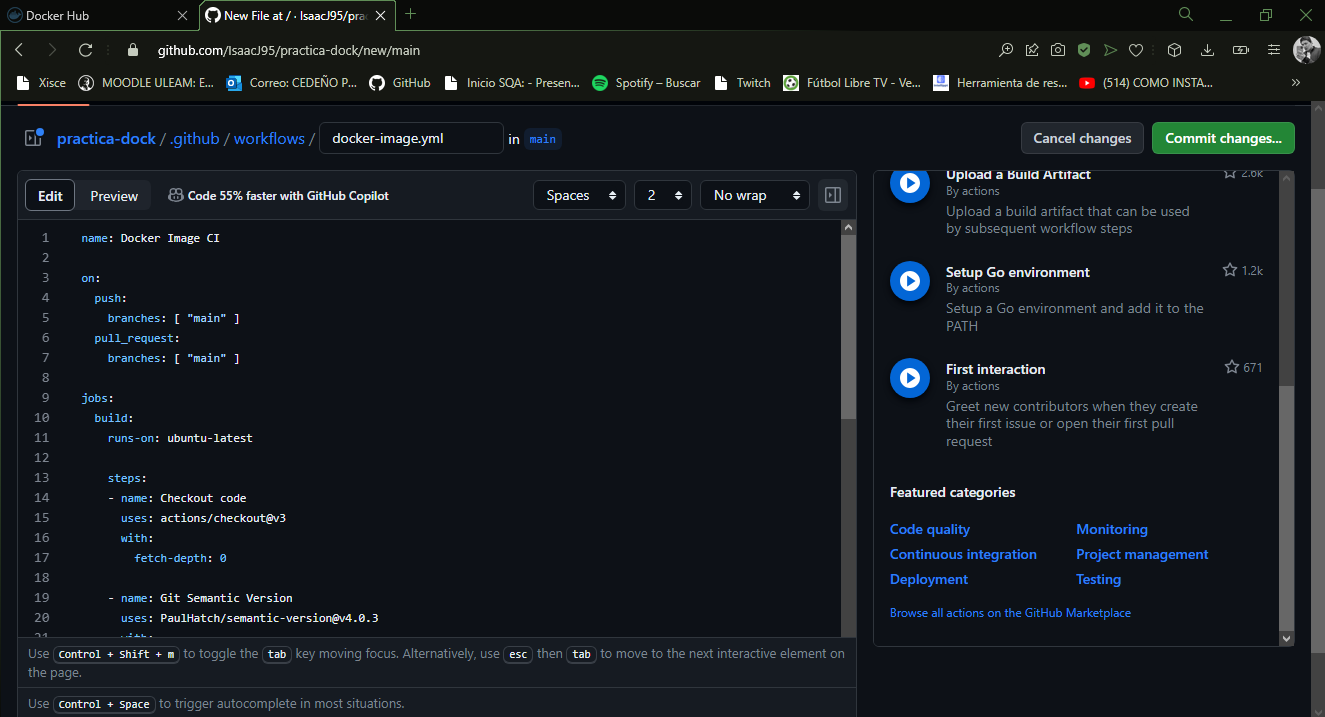 Docker Hub
New File at / · IsaacJ95/prac
github.com/IsaacJ95/practica-dock/new/main
Xisce
MOODLE ULEAM: E...
Correo: CEDEÑO P...
GitHub
Inicio SQA: - Presen...
Spotify – Buscar
Twitch
Fútbol Libre TV - Ve...
Herramienta de res...
(514) COMO INSTA...
»
practica-dock / .github / workflows / docker-image.yml in main
Cancel changes
Commit changes...
Edit
Preview
Code 55% faster with GitHub Copilot
Spaces
2
No wrap
1 name: Docker Image CI
2
3 on:
4 push:
5 branches: [ "main" ]
6 pull_request:
7 branches: [ "main" ]
8
9 jobs:
10 build:
11 runs-on: ubuntu-latest
12
13 steps:
14 - name: Checkout code
15 uses: actions/checkout@v3
16 with:
17 fetch-depth: 0
18
19 - name: Git Semantic Version
20 uses: PaulHatch/semantic-version@v4.0.3
21 with:
Use Control + Shift + m to toggle the tab key moving focus. Alternatively, use esc then tab to move to the next interactive element on
the page.
Use Control + Space to trigger autocomplete in most situations.
Upload a Build Artifact
2.6k
By actions
Upload a build artifact that can be used
by subsequent workflow steps
Setup Go environment
1.2k
By actions
Setup a Go environment and add it to the
PATH
First interaction
671
By actions
Greet new contributors when they create
their first issue or open their first pull
request
Featured categories
Code quality
Monitoring
Continuous integration
Project management
Deployment
Testing
Browse all actions on the GitHub Marketplace